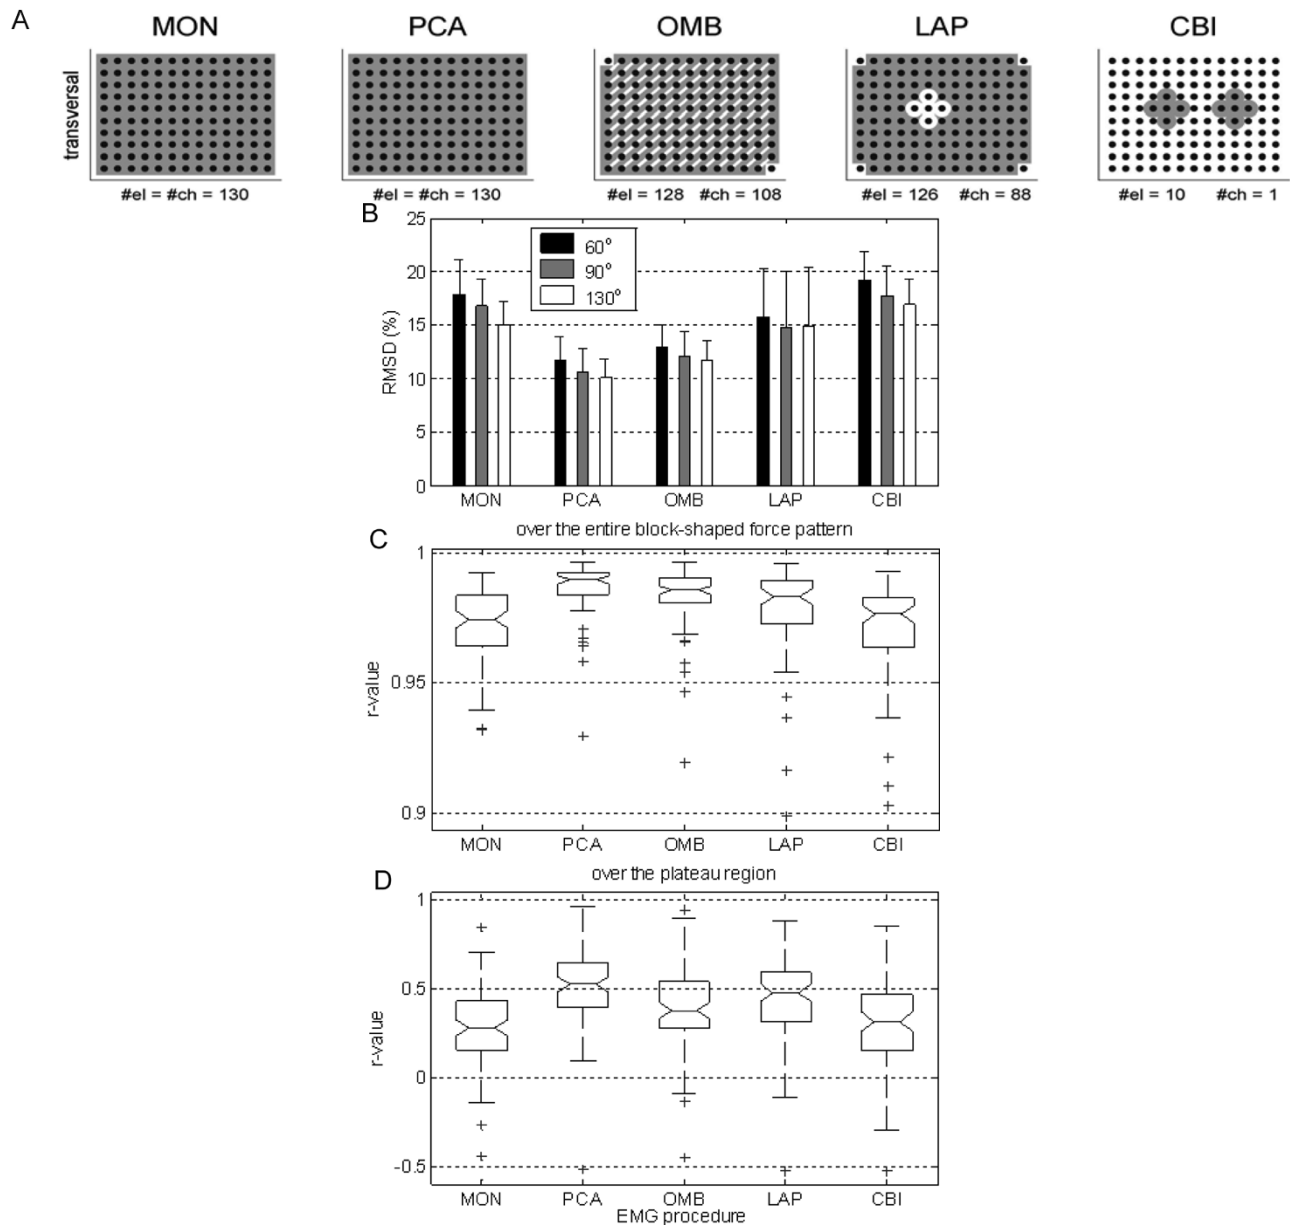 A
MON PCA OMB LAP CBI
transversal
#el = #ch = 130 #el = #ch = 130 #el = 128 #ch = 108 #el = 126 #ch = 88 #el = 10 #ch = 1
B
25
20
15
10
5
0
RMSD (%)
60°
90°
130°
MON PCA OMB LAP CBI
over the entire block-shaped force pattern
C
1
0.95
0.9
r-value
MON PCA OMB LAP CBI
over the plateau region
D
1
0.5
0
-0.5
r-value
MON PCA OMB LAP CBI
EMG procedure